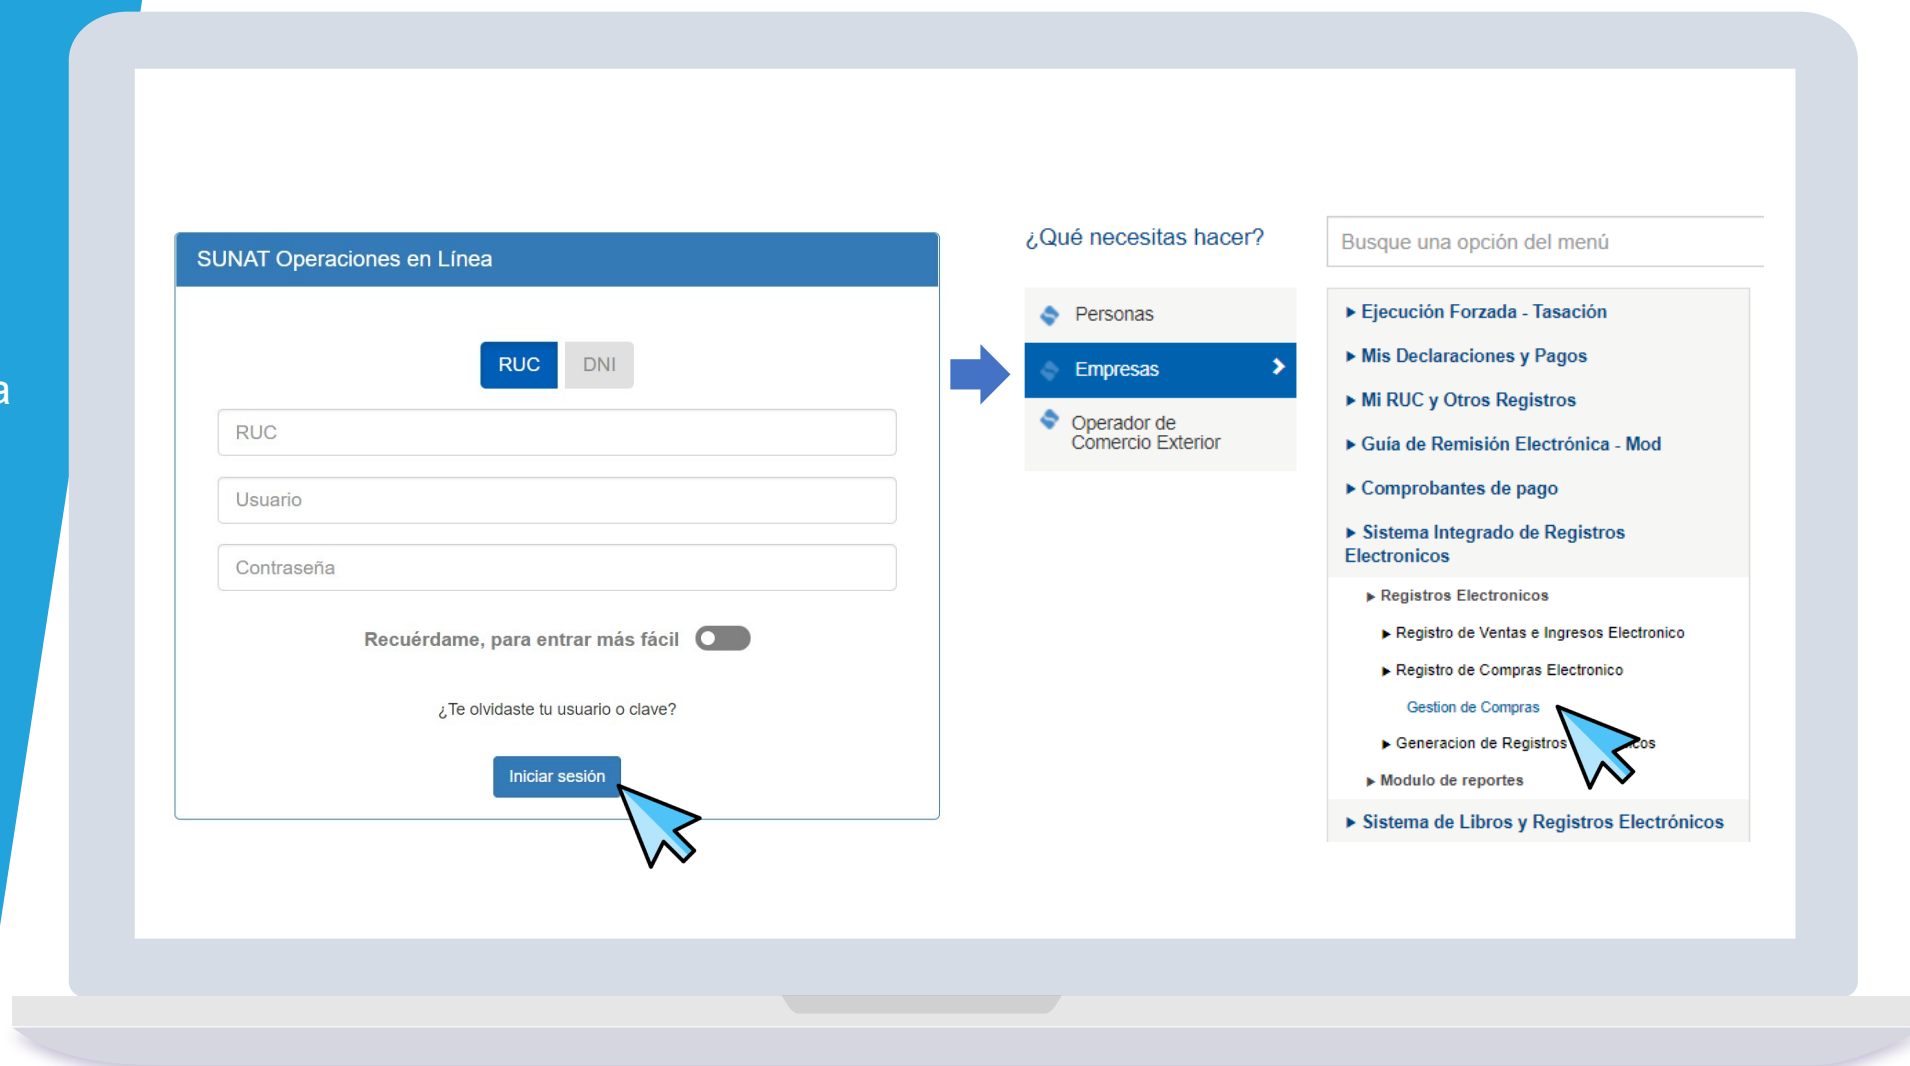 a
SUNAT Operaciones en Línea
RUC DNI
RUC
Usuario
Contraseña
Recuérdame, para entrar más fácil
¿Te olvidaste tu usuario o clave?
Iniciar sesión
¿Qué necesitas hacer?
Personas
Empresas
Operador de
Comercio Exterior
Busque una opción del menú
Ejecución Forzada - Tasación
Mis Declaraciones y Pagos
Mi RUC y Otros Registros
Guía de Remisión Electrónica - Mod
Comprobantes de pago
Sistema Integrado de Registros
Electronicos
Registros Electronicos
Registro de Ventas e Ingresos Electronico
Registro de Compras Electronico
Gestion de Compras
Generacion de Registros
Modulo de reportes
Sistema de Libros y Registros Electrónicos